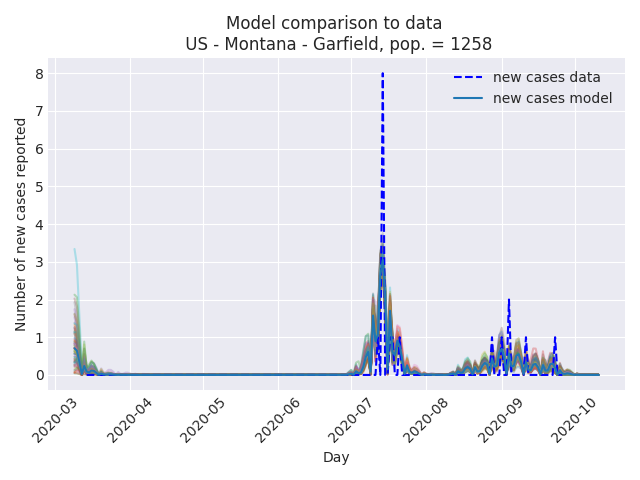 Model comparison to data
US - Montana - Garfield, pop. = 1258
new cases data
new cases model
Number of new cases reported
8
7
6
5
4
3
2
1
0
2020-03
2020-04
2020-05
2020-06
2020-07
2020-08
2020-09
2020-10
Day